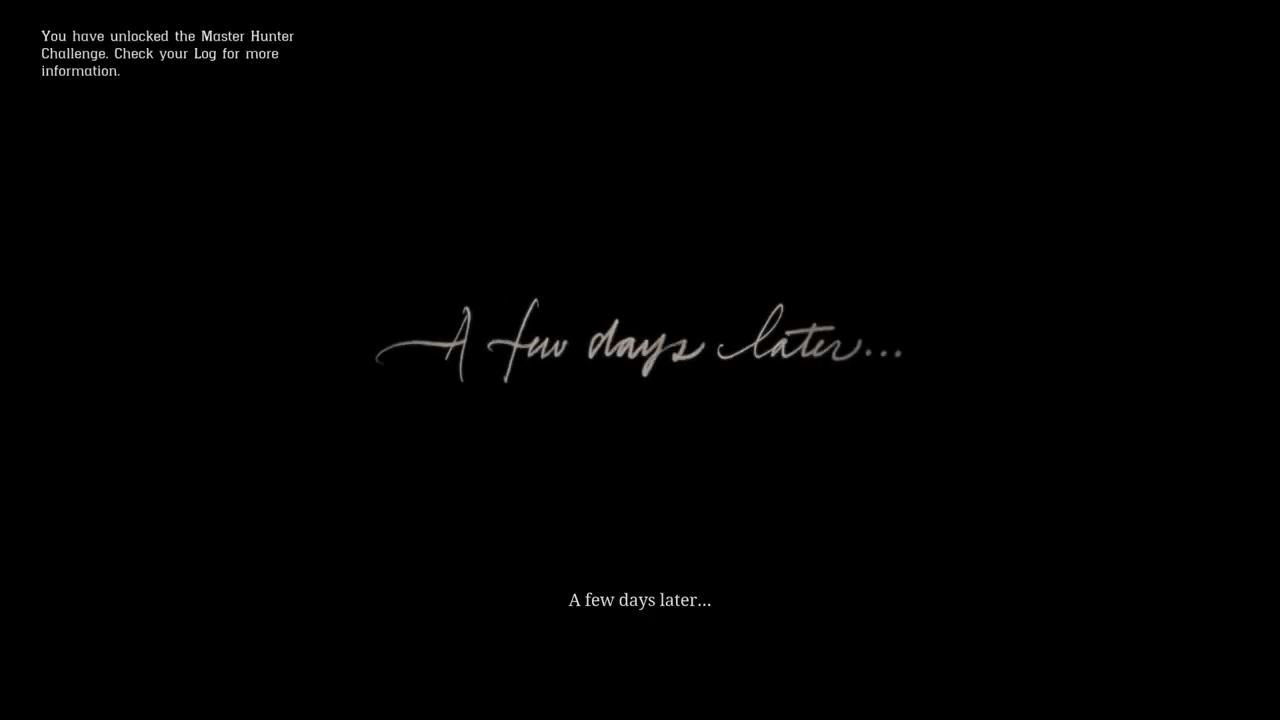 You have unlocked the Master Hunter
Challenge. Check your Log for more
information.
A few days later...
A few days later...